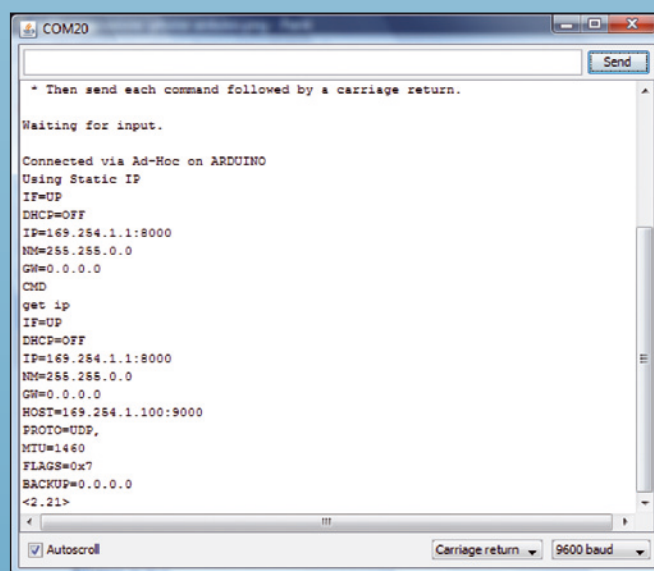 COM20
Send
* Then send each command followed by a carriage return.
Waiting for input.
Connected via Ad-Hoc on ARDUINO
Using Static IP
IF=UP
DHCP=OFF
IP=169.254.1.1:8000
NM=255.255.0.0
GW=0.0.0.0
CMD
get ip
IF=UP
DHCP=OFF
IP=169.254.1.1:8000
NM=255.255.0.0
GW=0.0.0.0
HOST=169.254.1.100:9000
PROTO=UDP,
MTU=1460
FLAGS=0x7
BACKUP=0.0.0.0
<2.21>
Autoscroll
Carriage return
9600 baud